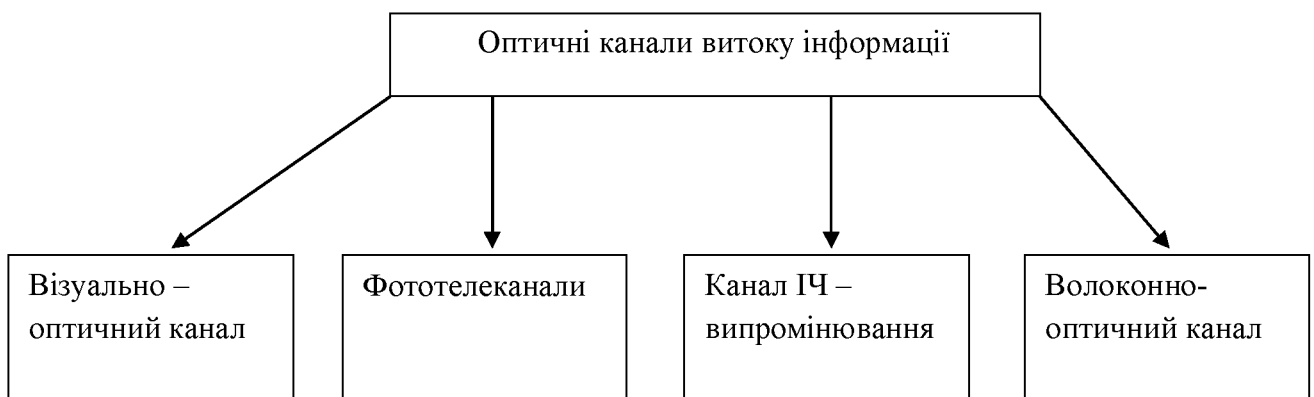 Оптичні канали витоку інформації
Візуально –
оптичний канал
Фототелеканали
Канал ІЧ –
випромінювання
Волоконно-
оптичний канал